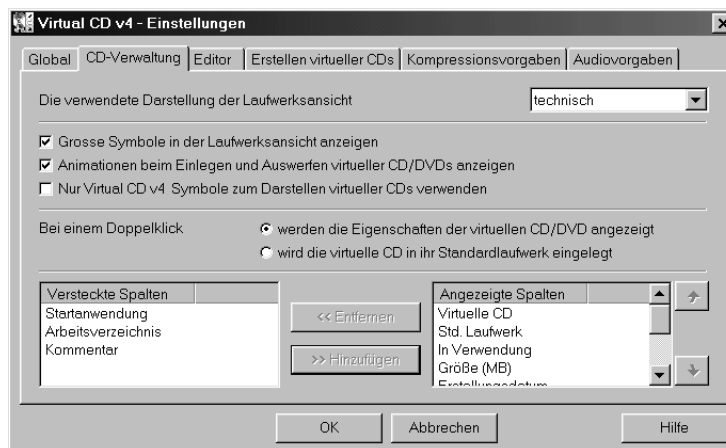 Virtual CD v4 - Einstellungen
Global CD-Verwaltung Editor Erstellen virtueller CDs Kompressionsvorgaben Audiovorgaben
Die verwendete Darstellung der Laufwerksansicht technisch
Grosse Symbole in der Laufwerksansicht anzeigen
Animationen beim Einlegen und Auswerfen virtueller CD/DVDs anzeigen
Nur Virtual CD v4 Symbole zum Darstellen virtueller CDs verwenden
Bei einem Doppelklick werden die Eigenschaften der virtuellen CD/DVD angezeigt
wird die virtuelle CD in ihr Standardlaufwerk eingelegt
Versteckte Spalten
Startanwendung
Arbeitsverzeichnis
Kommentar
<< Entfernen
>> Hinzufügen
Angezeigte Spalten
Virtuelle CD
Std. Laufwerk
In Verwendung
Größe (MB)
Erstellungsdatum
OK Abbrechen Hilfe